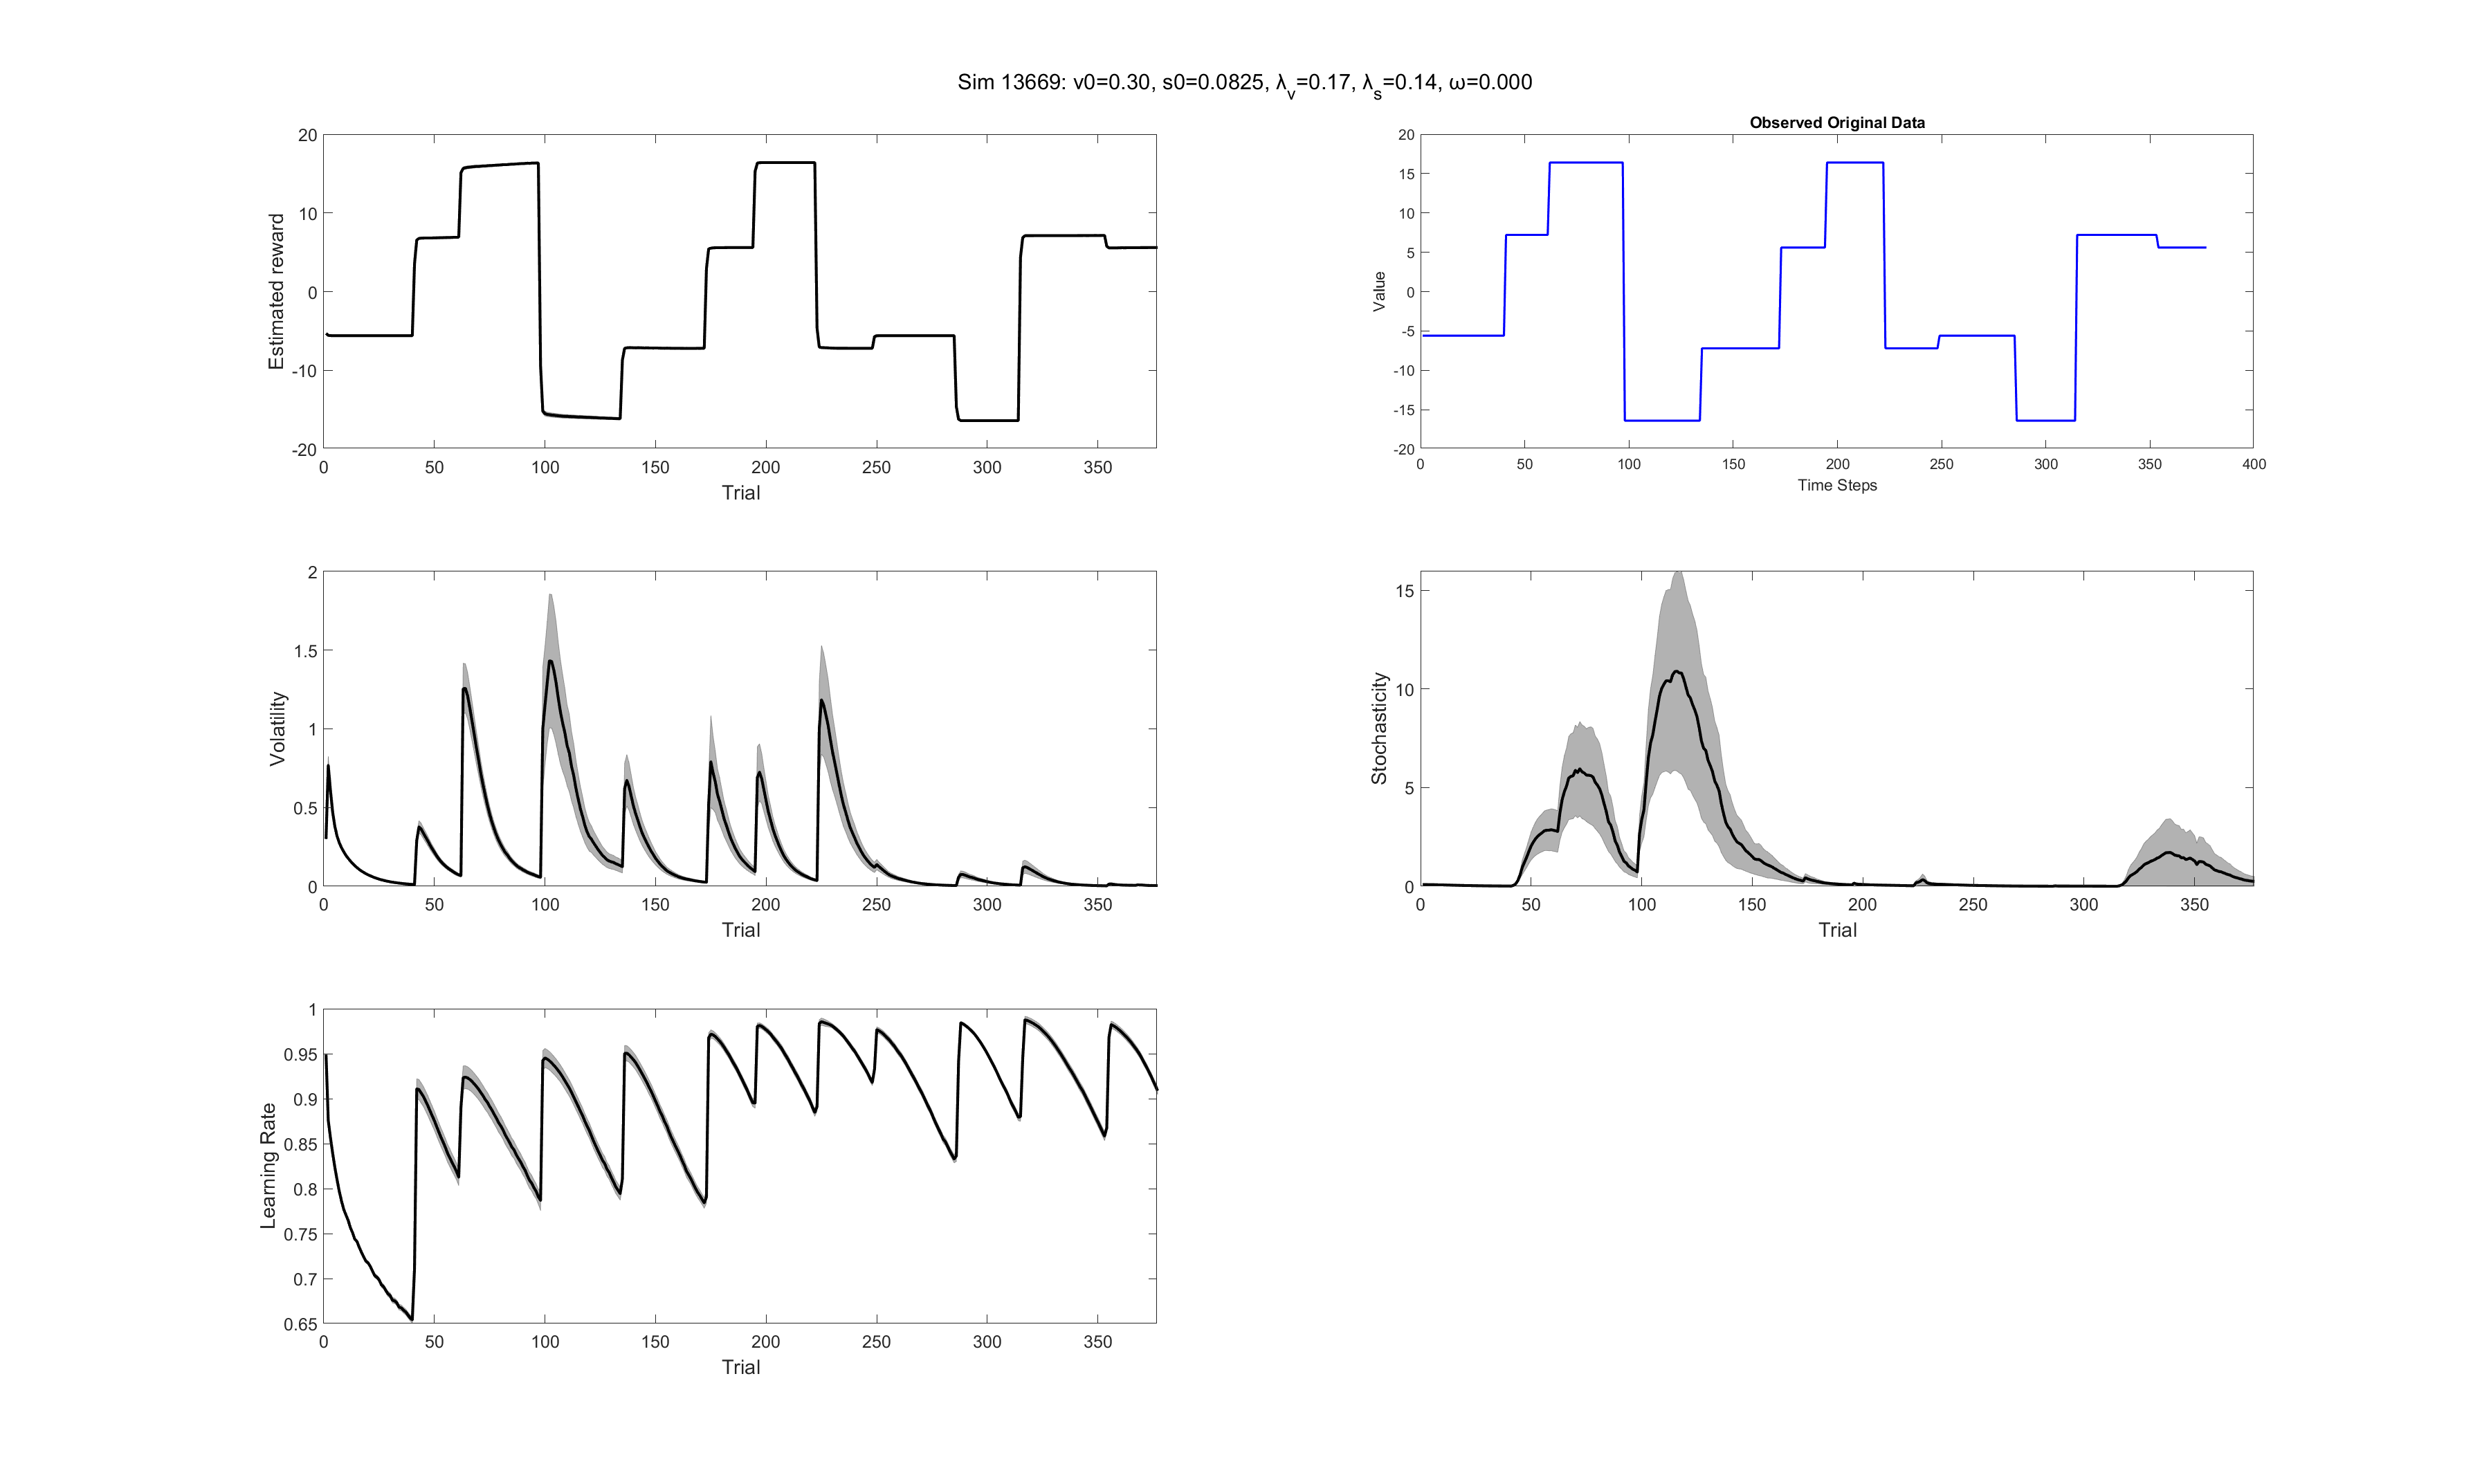 Sim 13669: v0=0.30, s0=0.0825, λv=0.17, λs=0.14, ω=0.000
20
10
0
-10
-20
Estimated reward
0 50 100 150 200 250 300 350
Trial
Observed Original Data
20
15
10
5
0
-5
-10
-15
-20
Value
0 50 100 150 200 250 300 350 400
Time Steps
2
1.5
1
0.5
0
Volatility
0 50 100 150 200 250 300 350
Trial
15
10
5
0
Stochasticity
0 50 100 150 200 250 300 350
Trial
1
0.95
0.9
0.85
0.8
0.75
0.7
0.65
Learning Rate
0 50 100 150 200 250 300 350
Trial